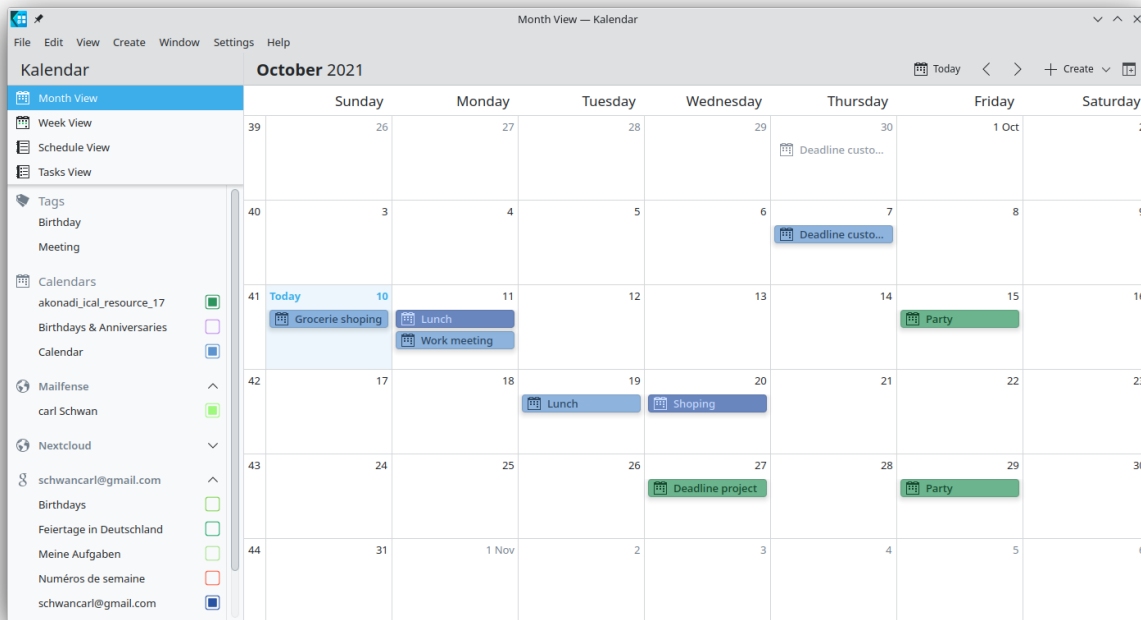 Month View — Kalendar
File Edit View Create Window Settings Help
Kalendar
October 2021
Today
Create
Month View
Week View
Schedule View
Tasks View
Tags
Birthday
Meeting
Calendars
akonadi_ical_resource_17
Birthdays & Anniversaries
Calendar
Mailfense
carl Schwan
Nextcloud
schwancarl@gmail.com
Birthdays
Feiertage in Deutschland
Meine Aufgaben
Numéros de semaine
schwancarl@gmail.com
Sunday Monday Tuesday Wednesday Thursday Friday Saturday
39 26 27 28 29 30 1 Oct
Deadline custo...
40 3 4 5 6 7 8
Deadline custo...
41 Today 10 11 12 13 14 15
Grocerie shoping Lunch Party
Work meeting
42 17 18 19 20 21 22
Lunch Shoping
43 24 25 26 27 28 29
Deadline project Party
44 31 1 Nov 2 3 4 5